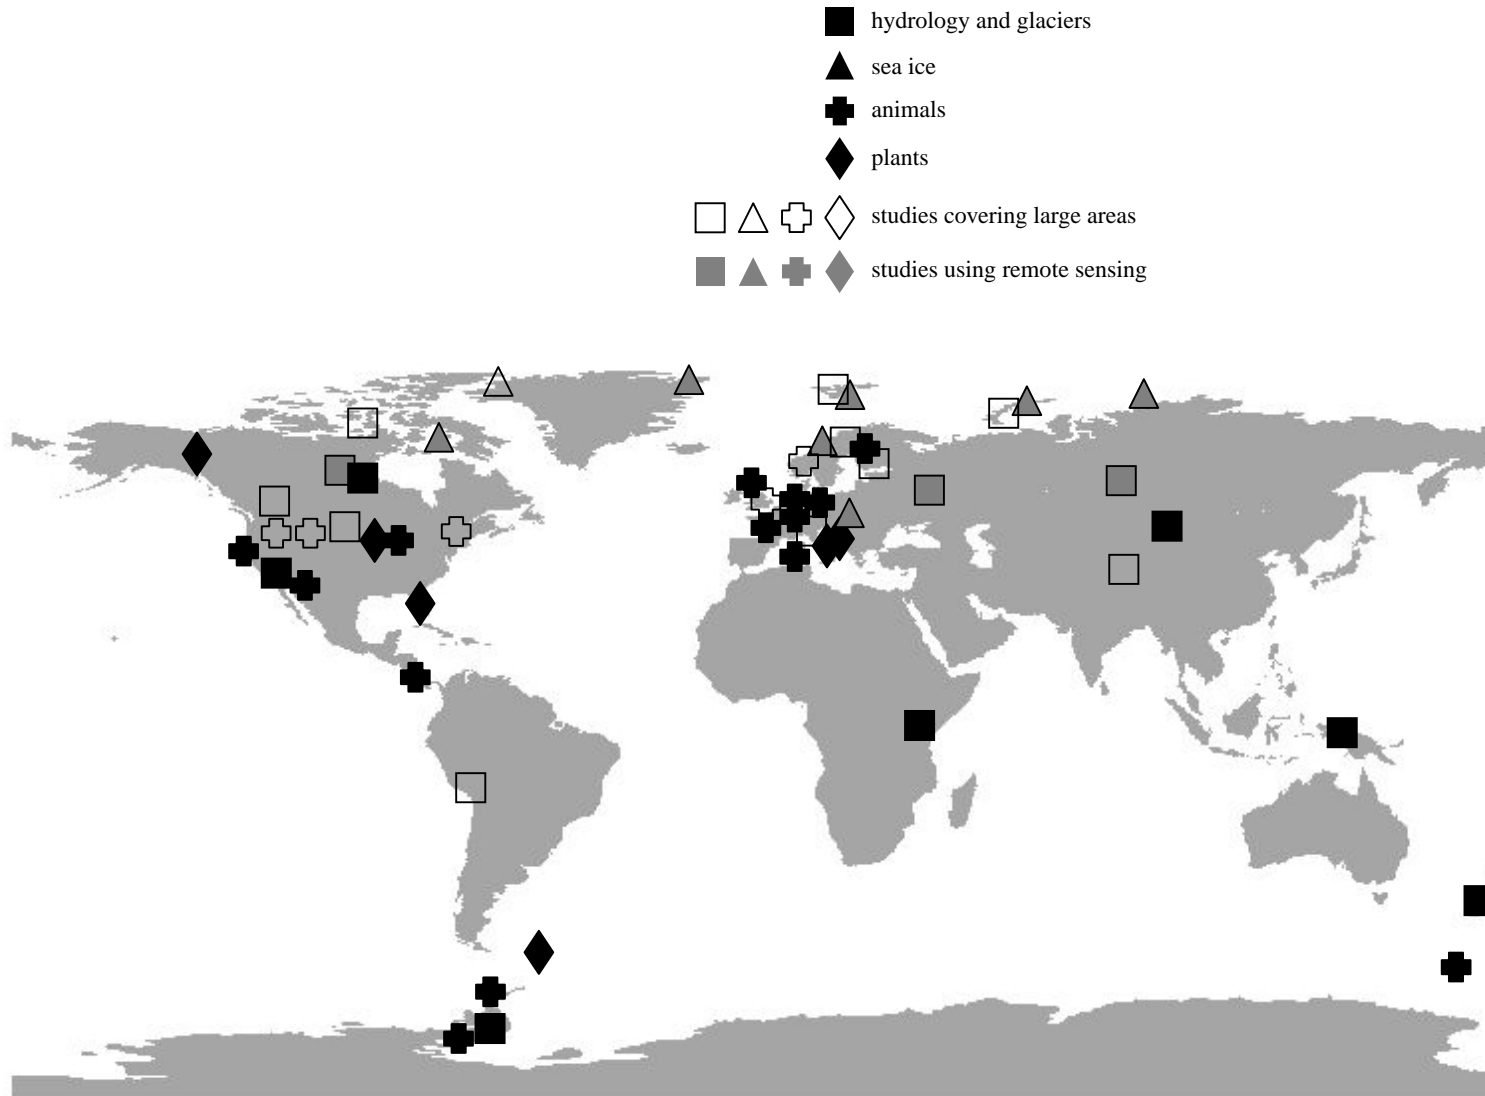 hydrology and glaciers
sea ice
animals
plants
studies covering large areas
studies using remote sensing